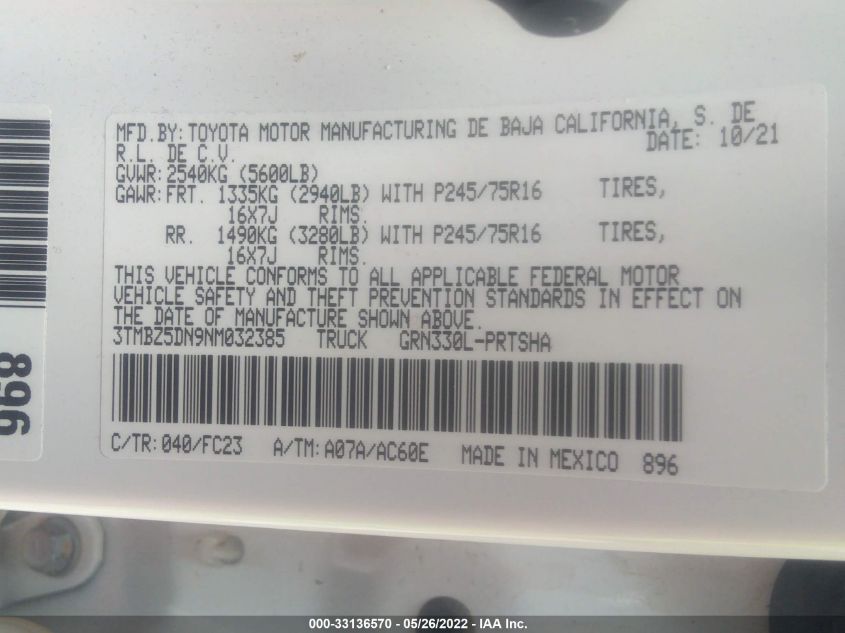 MFD.BY:TOYOTA MOTOR MANUFACTURING DE BAJA CALIFORNIA, S. DE
R.L. DE C.V. DATE: 10/21
GVWR:2540KG (5600LB)
GAWR:FRT. 1335KG (2940LB) WITH P245/75R16 TIRES,
16X7J RIMS.
RR. 1490KG (3280LB) WITH P245/75R16 TIRES,
16X7J RIMS.
THIS VEHICLE CONFORMS TO ALL APPLICABLE FEDERAL MOTOR
VEHICLE SAFETY AND THEFT PREVENTION STANDARDS IN EFFECT ON
THE DATE OF MANUFACTURE SHOWN ABOVE.
3TMBZ5DN9NM032385 TRUCK GRN330L-PRTSHA
C/TR:040/FC23 A/TM:A07A/AC60E MADE IN MEXICO 896
896
000-33136570 - 05/26/2022 - IAA Inc.